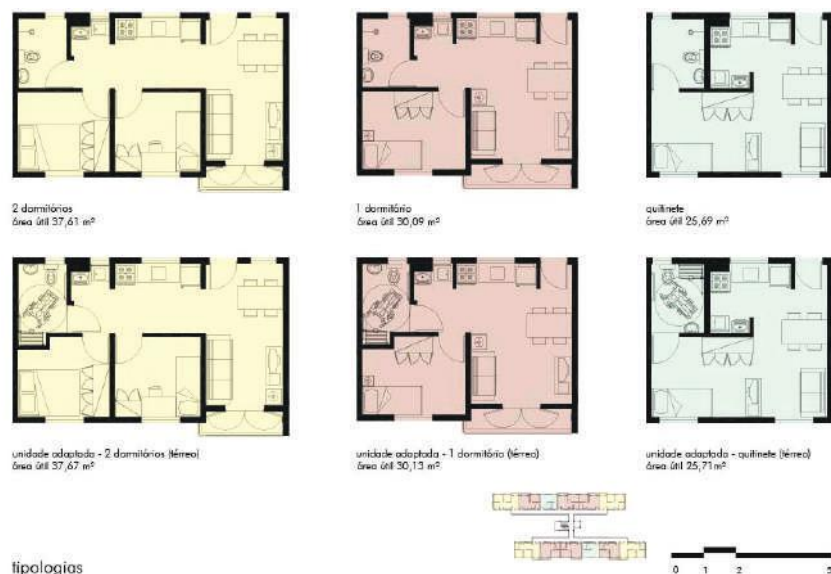 2 dormitórios
área útil 37,61 m²
1 dormitório
área útil 30,09 m²
quitinete
área útil 25,69 m²
unidade adaptada - 2 dormitórios (térreo)
área útil 37,67 m²
unidade adaptada - 1 dormitório (térreo)
área útil 30,13 m²
unidade adaptada - quitinete (térreo)
área útil 25,71m²
tipologias
0 1 2 5